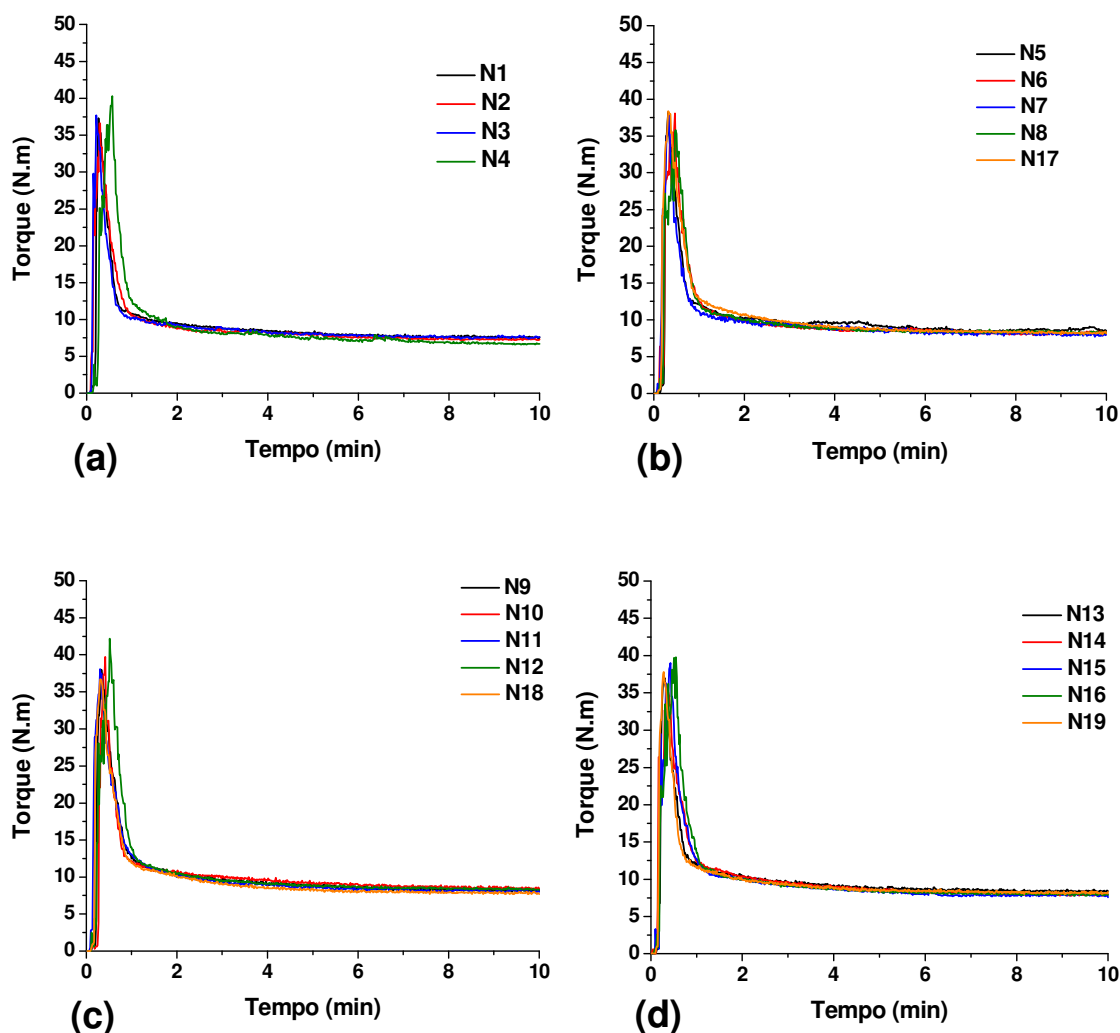 50
45
40
35
30
25
20
15
10
5
0
Torque (N.m)
N1
N2
N3
N4
0 2 4 6 8 10
Tempo (min)
(a)
50
45
40
35
30
25
20
15
10
5
0
Torque (N.m)
N5
N6
N7
N8
N17
0 2 4 6 8 10
Tempo (min)
(b)
50
45
40
35
30
25
20
15
10
5
0
Torque (N.m)
N9
N10
N11
N12
N18
0 2 4 6 8 10
Tempo (min)
(c)
50
45
40
35
30
25
20
15
10
5
0
Torque (N.m)
N13
N14
N15
N16
N19
0 2 4 6 8 10
Tempo (min)
(d)